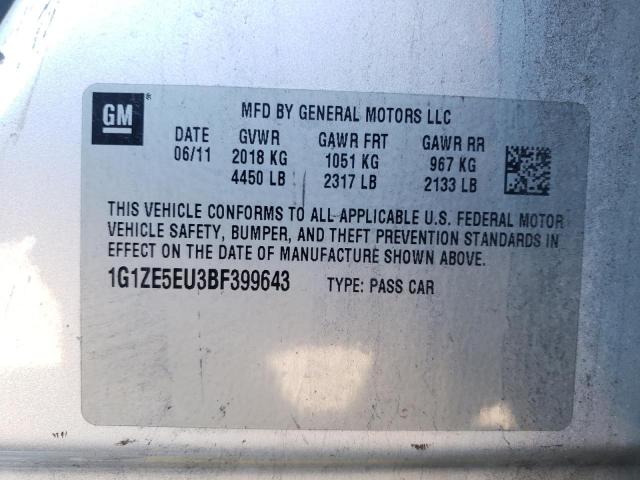 GM®
MFD BY GENERAL MOTORS LLC
DATE GVWR GAWR FRT GAWR RR
06/11 2018 KG 1051 KG 967 KG
4450 LB 2317 LB 2133 LB
THIS VEHICLE CONFORMS TO ALL APPLICABLE U.S. FEDERAL MOTOR
VEHICLE SAFETY, BUMPER, AND THEFT PREVENTION STANDARDS IN
EFFECT ON THE DATE OF MANUFACTURE SHOWN ABOVE.
1G1ZE5EU3BF399643 TYPE: PASS CAR